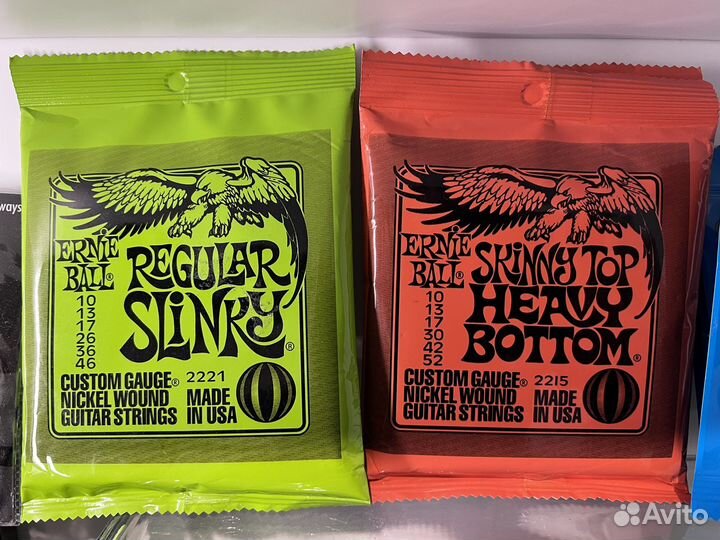 ways
ERNIE
BALL®
REGULAR
SLINKY®
10
13
17
26
36
46
CUSTOM GAUGE® 2221
NICKEL WOUND
GUITAR STRINGS
MADE
IN USA
ERNIE
BALL®
SKINNY TOP
HEAVY
BOTTOM®
10
13
17
30
42
52
CUSTOM GAUGE® 2215
NICKEL WOUND
GUITAR STRINGS
MADE
IN USA
Avito